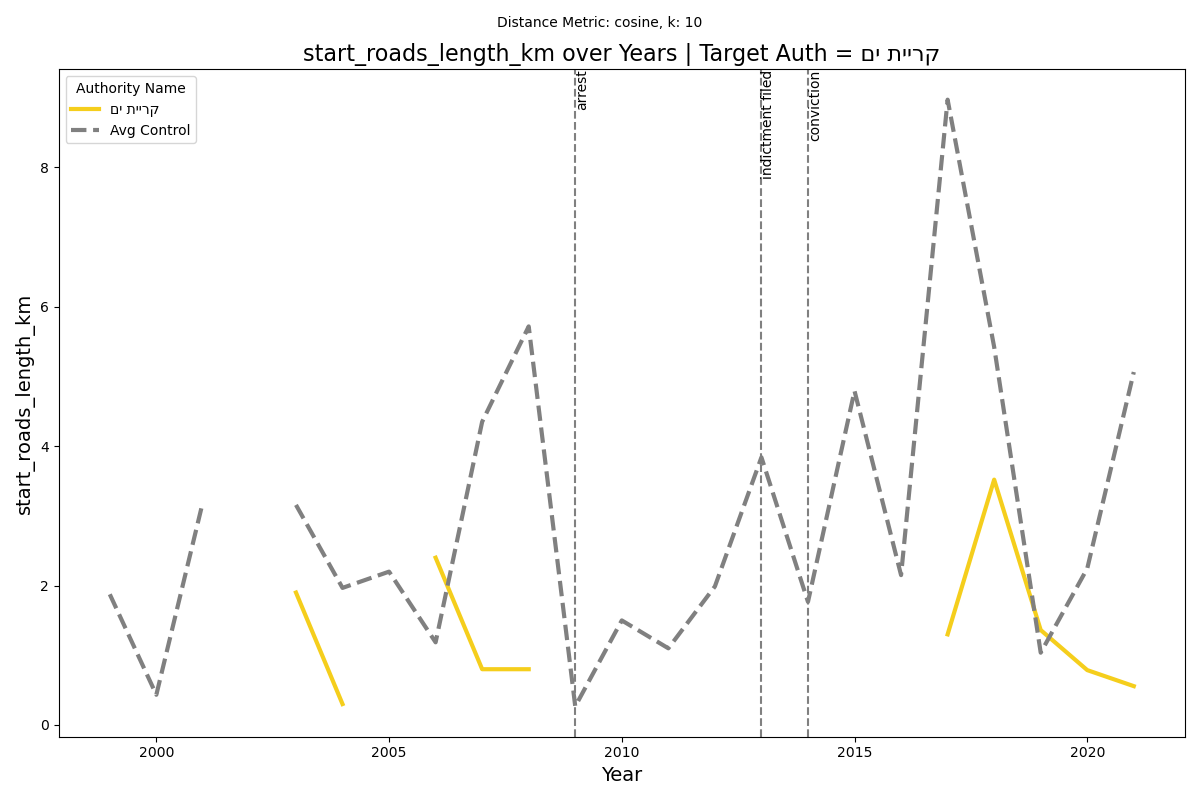 Distance Metric: cosine, k: 10
start_roads_length_km over Years | Target Auth = קריית ים
Authority Name
קריית ים
Avg Control
arrest
indictment filed
conviction
8
6
4
2
0
start_roads_length_km
2000 2005 2010 2015 2020
Year